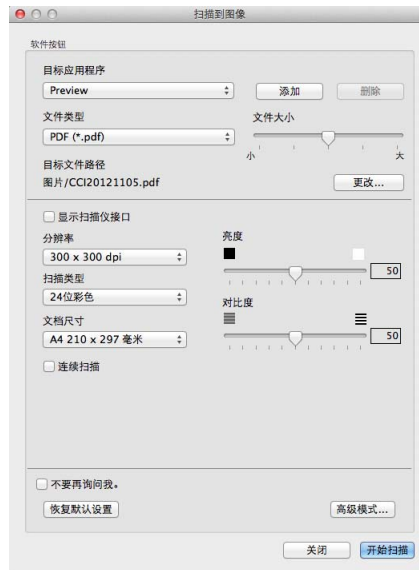 扫描到图像
软件按钮
目标应用程序
Preview
添加
删除
文件类型
文件大小
PDF (*.pdf)
小
大
目标文件路径
图片/CCI20121105.pdf
更改...
显示扫描仪接口
分辨率
亮度
300 x 300 dpi
50
扫描类型
24位彩色
对比度
文档尺寸
A4 210 x 297 毫米
50
连续扫描
不要再询问我。
恢复默认设置
高级模式...
关闭
开始扫描